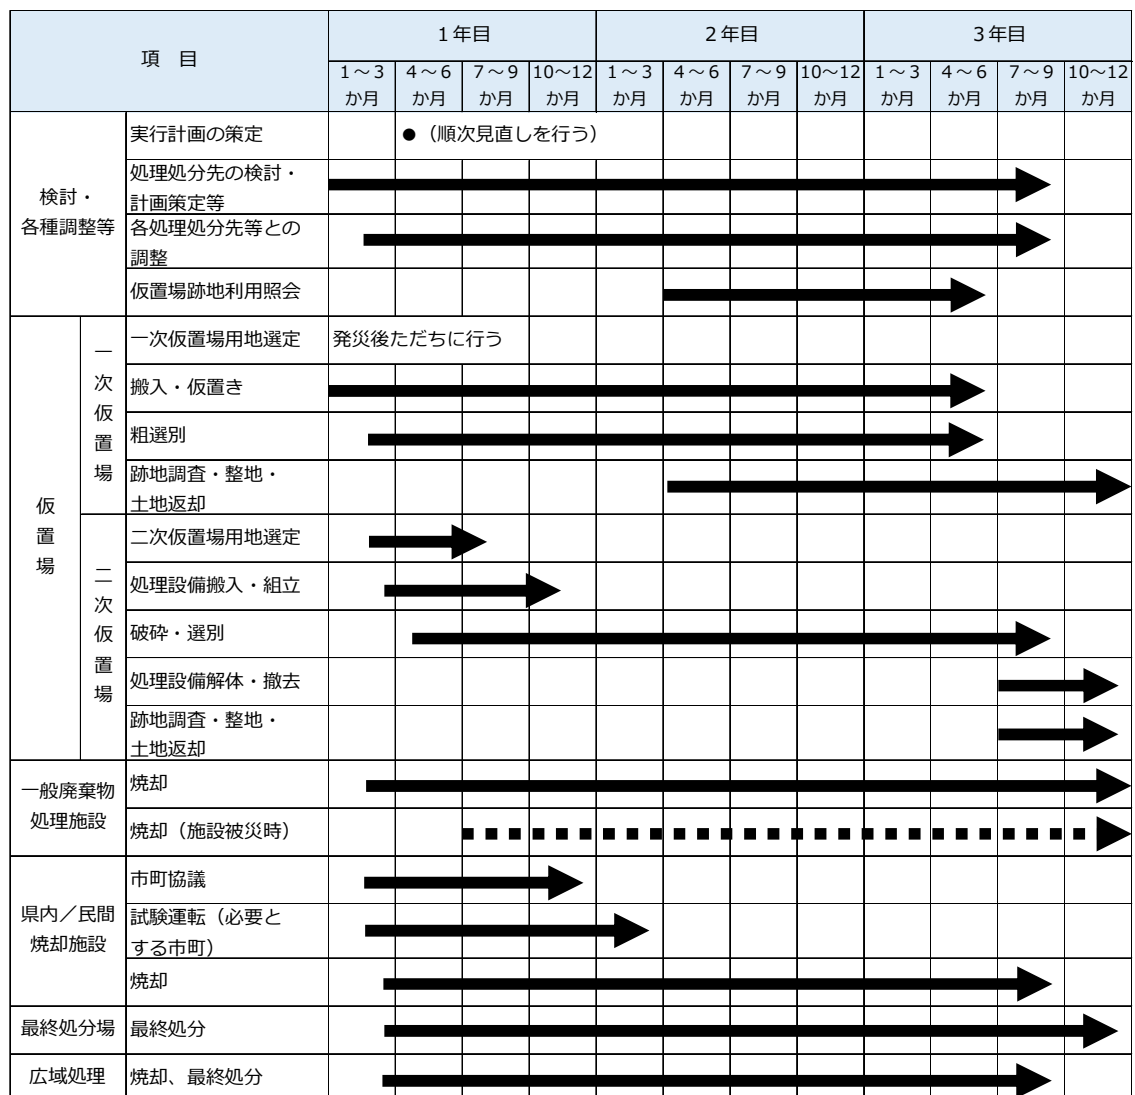 項　目
１年目
２年目
３年目
１～３
か月
４～６
か月
７～９
か月
10～12
か月
１～３
か月
４～６
か月
７～９
か月
10～12
か月
１～３
か月
４～６
か月
７～９
か月
10～12
か月
検討・
各種調整等
実行計画の策定
●（順次見直しを行う）
処理処分先の検討・
計画策定等
各処理処分先等との
調整
仮置場跡地利用照会
仮置場
一次仮置場
一次仮置場用地選定
発災後ただちに行う
搬入・仮置き
粗選別
跡地調査・整地・
土地返却
二次仮置場
二次仮置場用地選定
処理設備搬入・組立
破砕・選別
処理設備解体・撤去
跡地調査・整地・
土地返却
一般廃棄物
処理施設
焼却
焼却（施設被災時）
県内／民間
焼却施設
市町協議
試験運転（必要と
する市町）
焼却
最終処分場
最終処分
広域処理
焼却、最終処分